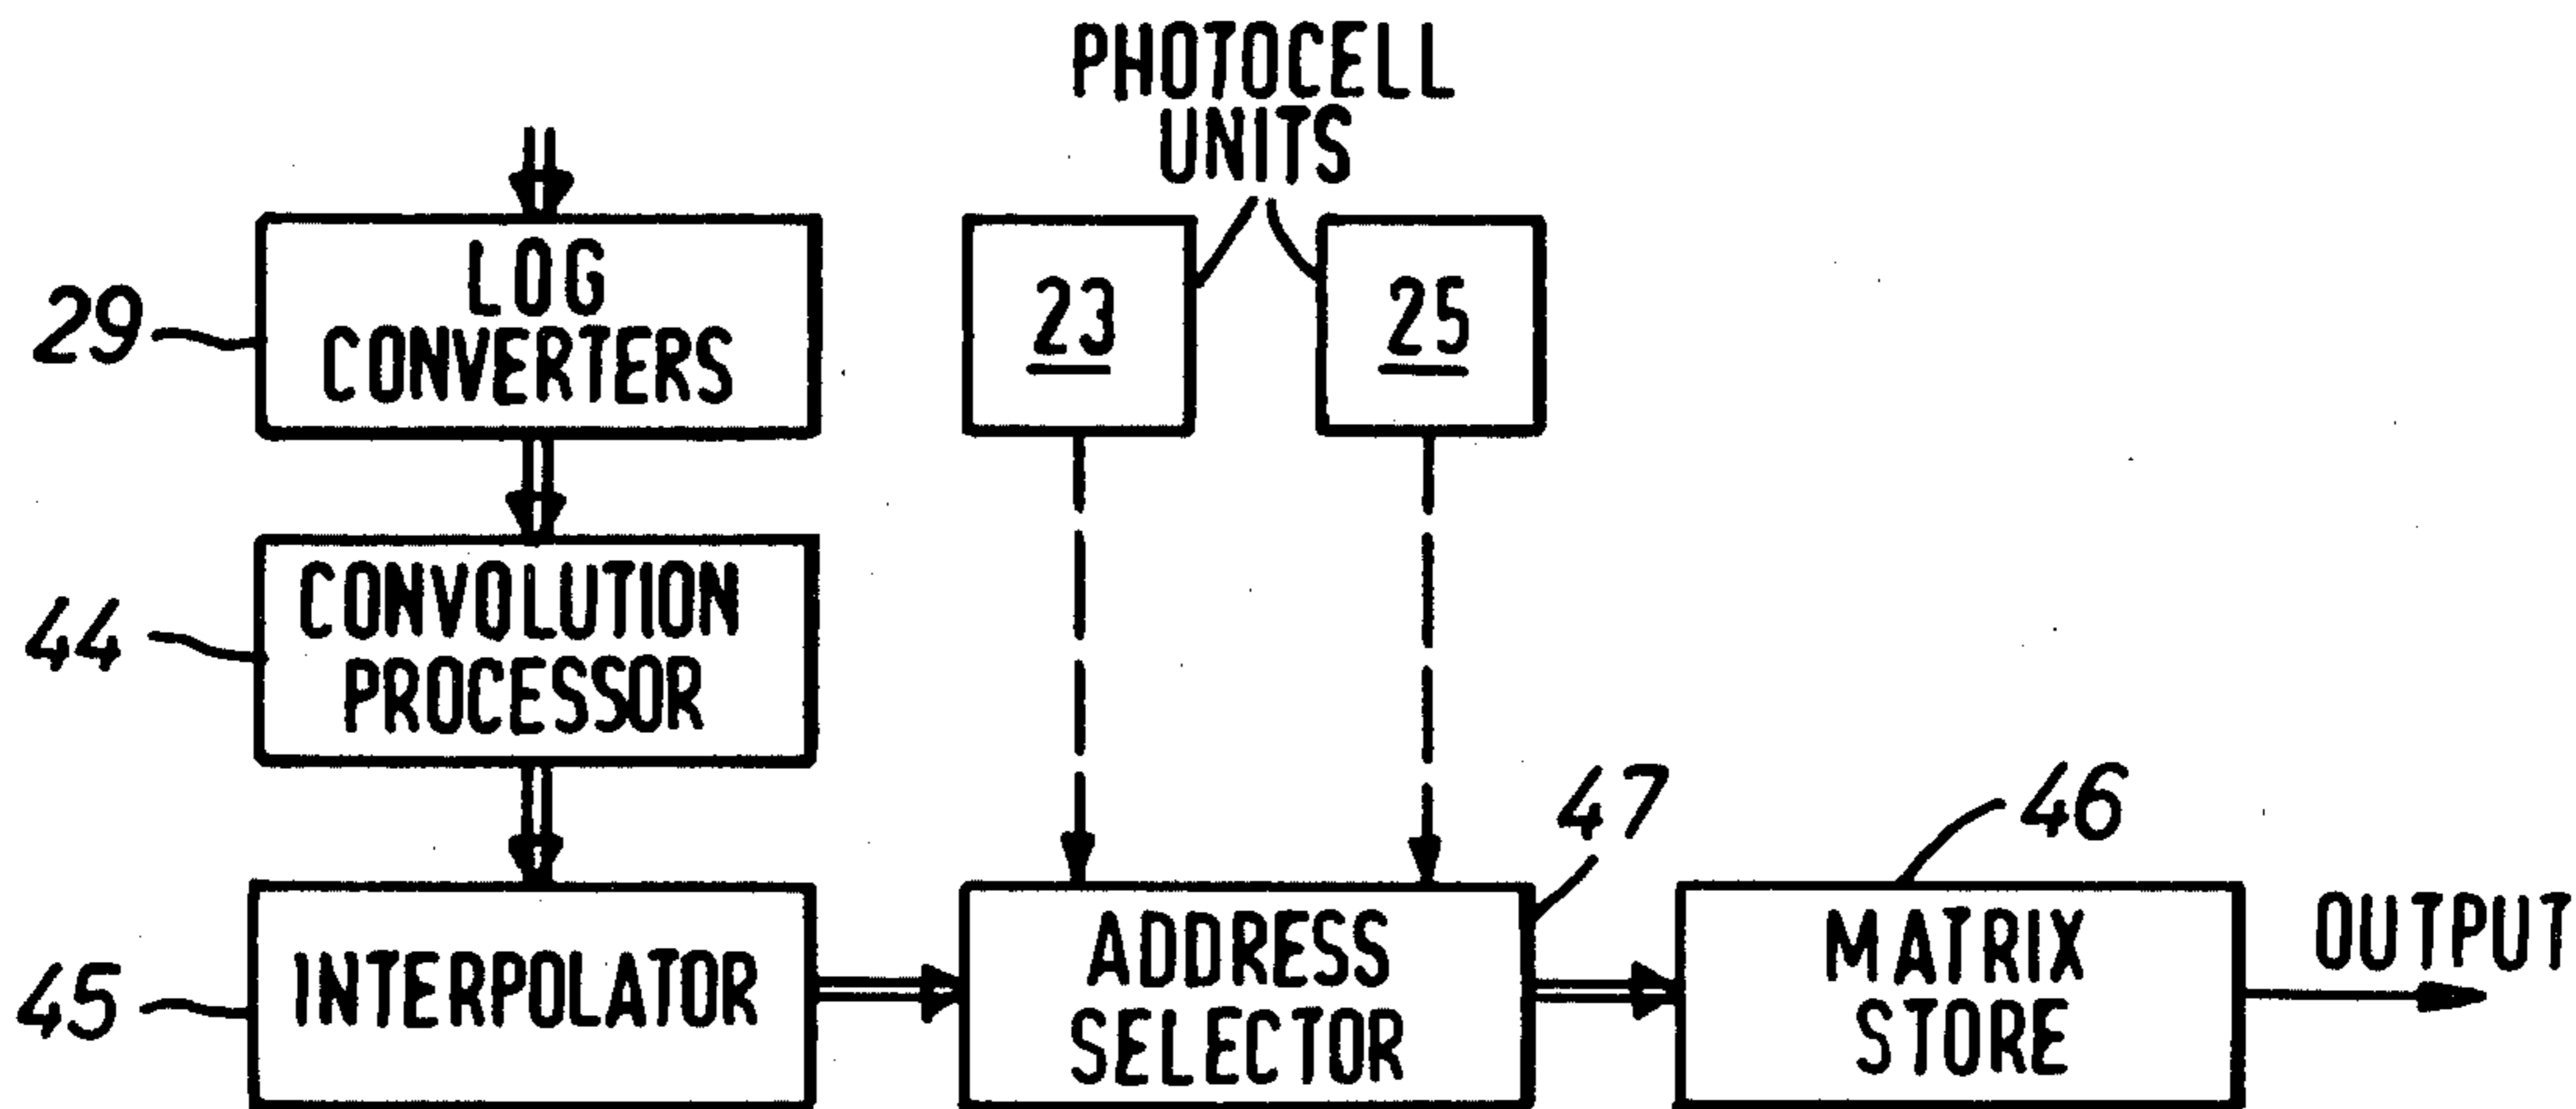 PHOTOCELL
UNITS
LOG
CONVERTERS
29
23
25
CONVOLUTION
PROCESSOR
44
47
46
INTERPOLATOR
45
ADDRESS
SELECTOR
MATRIX
STORE
OUTPUT